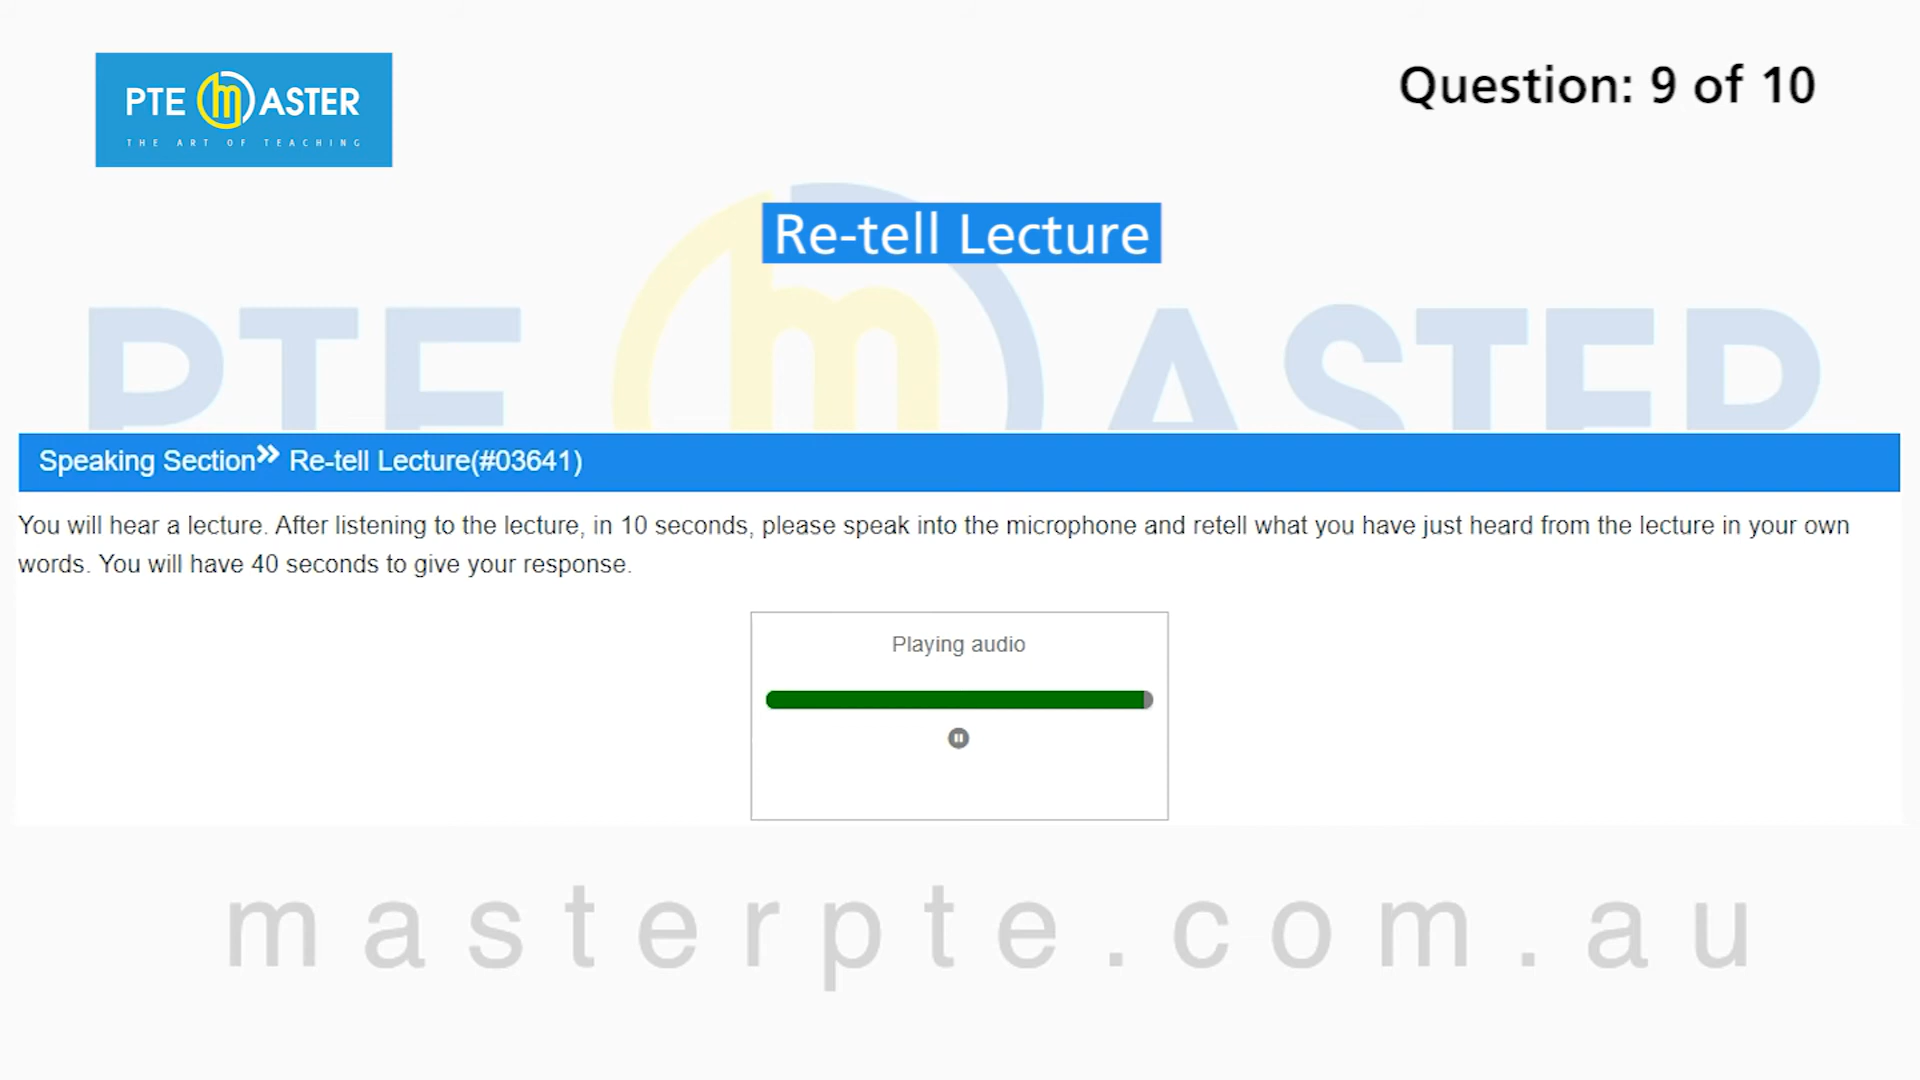 PTE MASTER
THE ART OF TEACHING
Question: 9 of 10
Re-tell Lecture
PTE MASTER
Speaking Section» Re-tell Lecture(#03641)
You will hear a lecture. After listening to the lecture, in 10 seconds, please speak into the microphone and retell what you have just heard from the lecture in your own
words. You will have 40 seconds to give your response.
Playing audio
masterpte.com.au